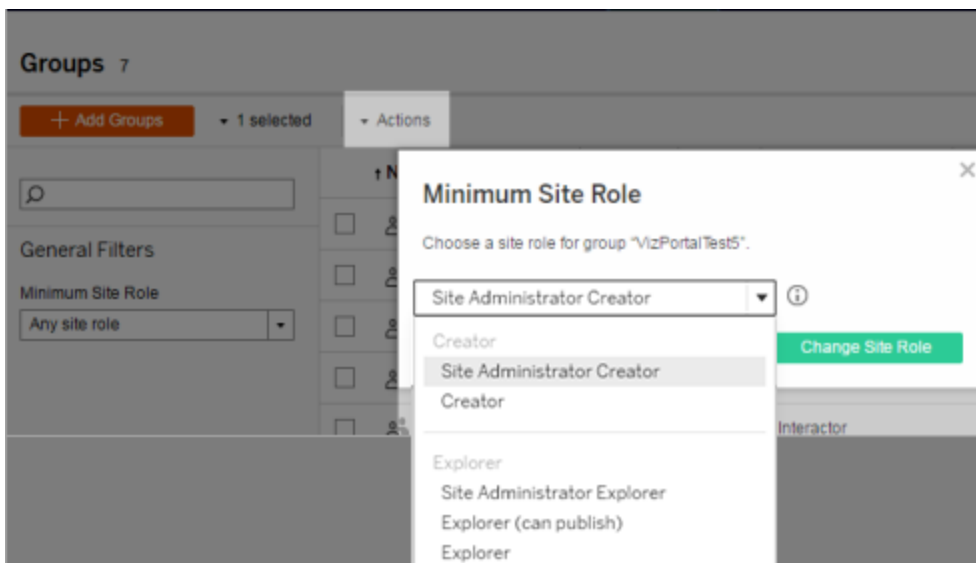 Groups 7
+ Add Groups
1 selected
Actions
↑ N
General Filters
Minimum Site Role
Any site role
Minimum Site Role
Choose a site role for group "VizPortalTest5".
Site Administrator Creator
Change Site Role
Creator
Site Administrator Creator
Creator
Interactor
Explorer
Site Administrator Explorer
Explorer (can publish)
Explorer